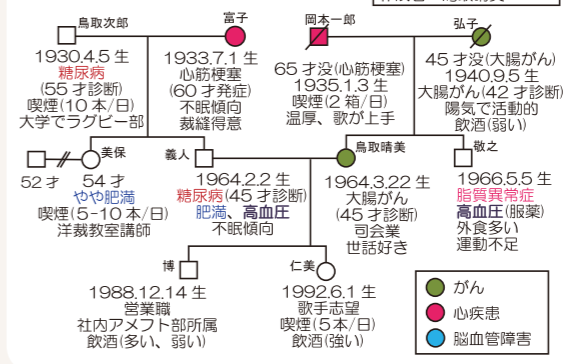 鳥取次郎
1930.4.5 生
糖尿病
(55 才診断)
喫煙(10 本/日)
大学でラグビー部
富子
1933.7.1 生
心筋梗塞
(60 才発症)
不眠傾向
裁縫得意
岡本一郎
65 才没(心筋梗塞)
1935.1.3 生
喫煙(2 箱/日)
温厚、歌が上手
弘子
45 才没(大腸がん)
1940.9.5 生
大腸がん(42 才診断)
陽気で活動的
飲酒(弱い)
52 才
美保
54 才
やや肥満
喫煙(5-10 本/日)
洋裁教室講師
義人
1964.2.2 生
糖尿病(45 才診断)
肥満、高血圧
不眠傾向
鳥取晴美
1964.3.22 生
大腸がん
(45 才診断)
司会業
世話好き
敬之
1966.5.5 生
脂質異常症
高血圧(服薬)
外食多い
運動不足
博
1988.12.14 生
営業職
社内アメフト部所属
飲酒(多い、弱い)
仁美
1992.6.1 生
歌手志望
喫煙(5本/日)
飲酒(強い)
がん
心疾患
脳血管障害